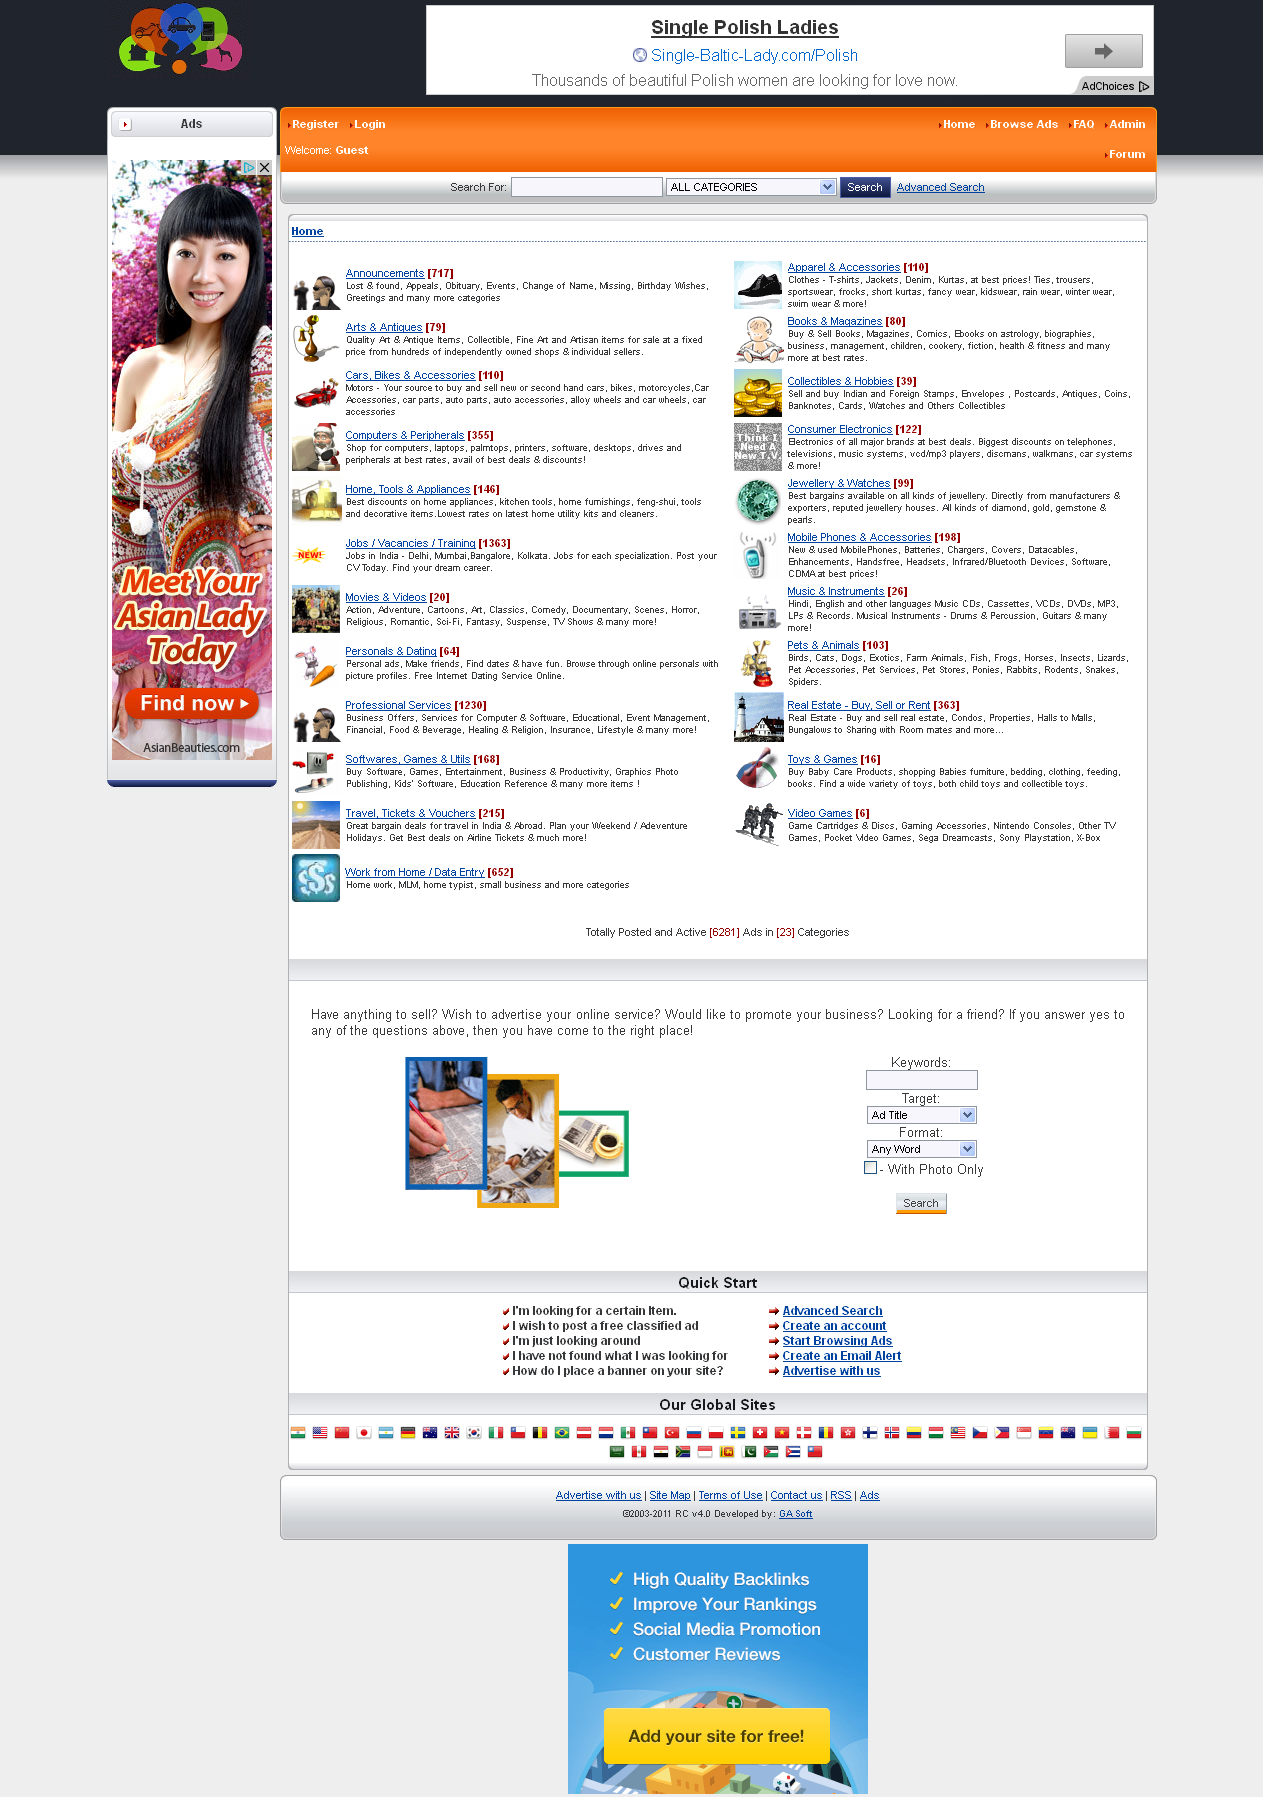 Single Polish Ladies
Single-Baltic-Lady.com/Polish
Thousands of beautiful Polish women are looking for love now.
AdChoices
Ads
Register Login
Home Browse Ads FAQ Admin
Welcome: Guest
Forum
Search For: ALL CATEGORIES Search Advanced Search
Meet Your
Asian Lady
Today
Find now
AsianBeauties.com
Home
Announcements [717]
Lost & found, Appeals, Obituary, Events, Change of Name, Missing, Birthday Wishes,
Greetings and many more categories
Apparel & Accessories [110]
Clothes - T-shirts, Jackets, Denim, Kurtas, at best prices! Ties, trousers,
sportswear, frocks, short kurtas, fancy wear, kidswear, rain wear, winter wear,
swim wear & more!
Arts & Antiques [79]
Quality Art & Antique Items, Collectible, Fine Art and Artisan items for sale at a fixed
price from hundreds of independently owned shops & individual sellers.
Books & Magazines [80]
Buy & Sell Books, Magazines, Comics, Ebooks on astrology, biographies,
business, management, children, cookery, fiction, health & fitness and many
more at best rates.
Cars, Bikes & Accessories [110]
Motors - Your source to buy and sell new or second hand cars, bikes, motorcycles,Car
Accessories, car parts, auto parts, auto accessories, alloy wheels and car wheels, car
accessories
Collectibles & Hobbies [39]
Sell and buy Indian and Foreign Stamps, Envelopes , Postcards, Antiques, Coins,
Banknotes, Cards, Watches and Others Collectibles
Computers & Peripherals [355]
Shop for computers, laptops, palmtops, printers, software, desktops, drives and
peripherals at best rates, avail of best deals & discounts!
I
Think I
Need A
New T.V.
Consumer Electronics [122]
Electronics of all major brands at best deals. Biggest discounts on telephones,
televisions, music systems, vcd/mp3 players, discmans, walkmans, car systems
& more!
Home, Tools & Appliances [146]
Best discounts on home appliances, kitchen tools, home furnishings, feng-shui, tools
and decorative items.Lowest rates on latest home utility kits and cleaners.
Jewellery & Watches [99]
Best bargains available on all kinds of jewellery. Directly from manufacturers &
exporters, reputed jewellery houses. All kinds of diamond, gold, gemstone &
pearls.
NEW!
Jobs / Vacancies / Training [1363]
Jobs in India - Delhi, Mumbai,Bangalore, Kolkata. Jobs for each specialization. Post your
CV Today. Find your dream career.
Mobile Phones & Accessories [198]
New & used MobilePhones, Batteries, Chargers, Covers, Datacables,
Enhancements, Handsfree, Headsets, Infrared/Bluetooth Devices, Software,
CDMA at best prices!
Movies & Videos [20]
Action, Adventure, Cartoons, Art, Classics, Comedy, Documentary, Scenes, Horror,
Religious, Romantic, Sci-Fi, Fantasy, Suspense, TV Shows & many more!
Music & Instruments [26]
Hindi, English and other languages Music CDs, Cassettes, VCDs, DVDs, MP3,
LPs & Records. Musical Instruments - Drums & Percussion, Guitars & many
more!
Personals & Dating [64]
Personal ads, Make friends, Find dates & have fun. Browse through online personals with
picture profiles. Free Internet Dating Service Online.
Pets & Animals [103]
Birds, Cats, Dogs, Exotics, Farm Animals, Fish, Frogs, Horses, Insects, Lizards,
Pet Accessories, Pet Services, Pet Stores, Ponies, Rabbits, Rodents, Snakes,
Spiders.
Professional Services [1230]
Business Offers, Services for Computer & Software, Educational, Event Management,
Financial, Food & Beverage, Healing & Religion, Insurance, Lifestyle & many more!
Real Estate - Buy, Sell or Rent [363]
Real Estate - Buy and sell real estate, Condos, Properties, Halls to Malls,
Bungalows to Sharing with Room mates and more...
Softwares, Games & Utils [168]
Buy Software, Games, Entertainment, Business & Productivity, Graphics Photo
Publishing, Kids' Software, Education Reference & many more items !
Toys & Games [16]
Buy Baby Care Products, shopping Babies furniture, bedding, clothing, feeding,
books. Find a wide variety of toys, both child toys and collectible toys.
Travel, Tickets & Vouchers [215]
Great bargain deals for travel in India & Abroad. Plan your Weekend / Adeventure
Holidays. Get Best deals on Airline Tickets & much more!
Video Games [6]
Game Cartridges & Discs, Gaming Accessories, Nintendo Consoles, Other TV
Games, Pocket Video Games, Sega Dreamcasts, Sony Playstation, X-Box
Work from Home / Data Entry [652]
Home work, MLM, home typist, small business and more categories
Totally Posted and Active [6281] Ads in [23] Categories
Have anything to sell? Wish to advertise your online service? Would like to promote your business? Looking for a friend? If you answer yes to
any of the questions above, then you have come to the right place!
Keywords:
Target:
Ad Title
Format:
Any Word
- With Photo Only
Search
Quick Start
I'm looking for a certain Item. Advanced Search
I wish to post a free classified ad Create an account
I'm just looking around Start Browsing Ads
I have not found what I was looking for Create an Email Alert
How do I place a banner on your site? Advertise with us
Our Global Sites
Advertise with us | Site Map | Terms of Use | Contact us | RSS | Ads
©2003-2011 RC v4.0 Developed by: GA Soft
High Quality Backlinks
Improve Your Rankings
Social Media Promotion
Customer Reviews
Add your site for free!